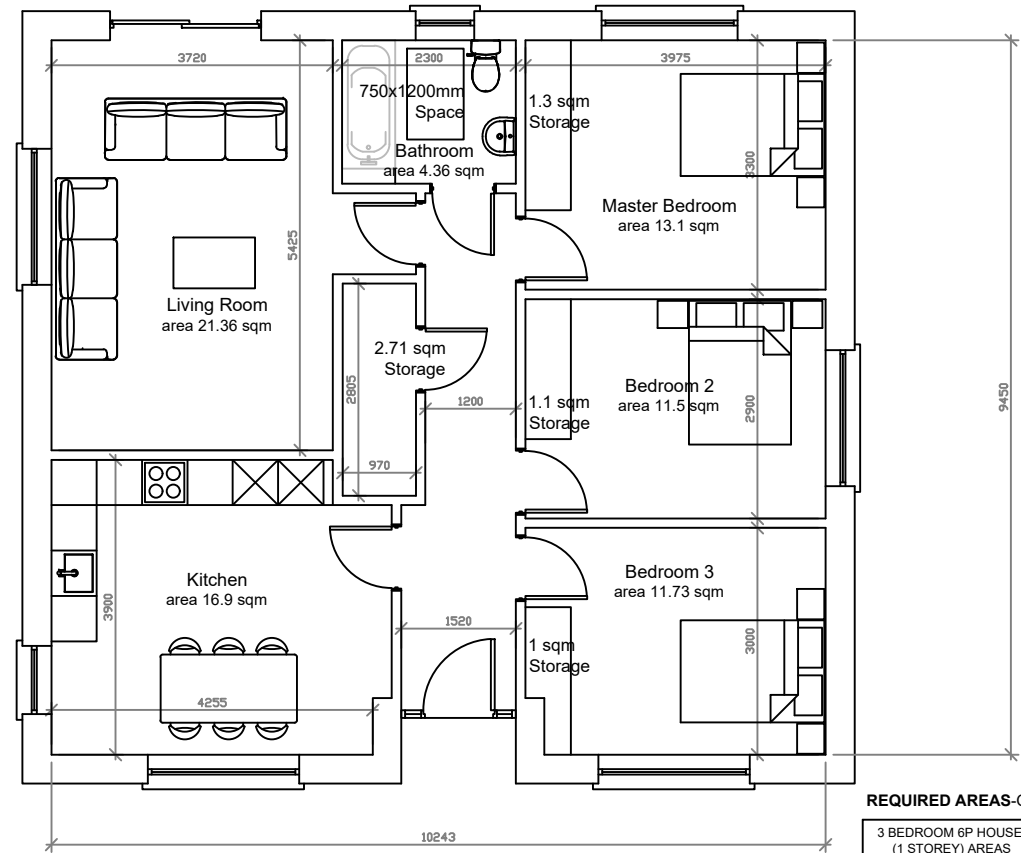 3720
2300
3975
750x1200mm
Space
1.3 sqm
Storage
Bathroom
area 4.36 sqm
3300
Master Bedroom
area 13.1 sqm
5425
Living Room
area 21.36 sqm
2.71 sqm
Storage
2805
970
1200
1.1 sqm
Storage
Bedroom 2
area 11.5 sqm
2900
9450
Kitchen
area 16.9 sqm
3900
4255
1520
Bedroom 3
area 11.73 sqm
3000
1 sqm
Storage
10243
REQUIRED AREAS-
3 BEDROOM 6P HOUSE
(1 STOREY) AREAS